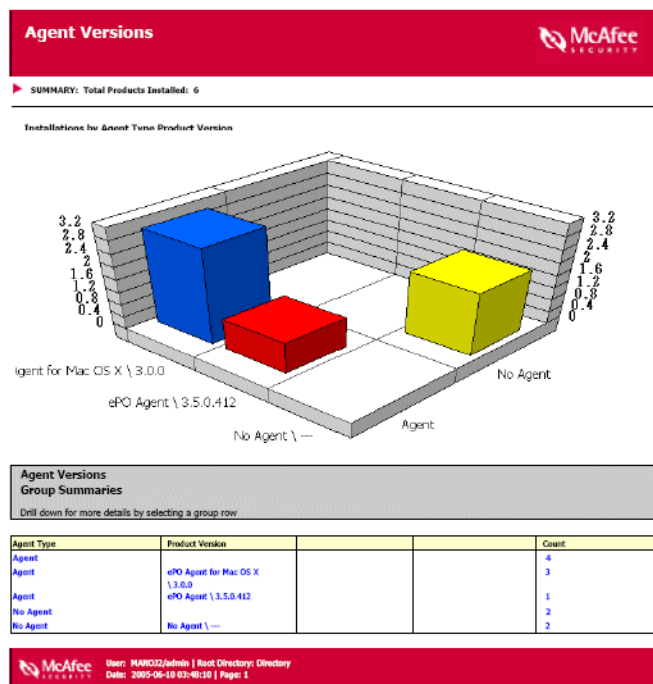 Agent Versions
McAfee
SECURITY
SUMMARY: Total Products Installed: 6
Installations by Agent Type Product Version
3.2
2.8
2.4
2
1.6
1.2
0.8
0.4
0
3.2
2.8
2.4
2
1.6
1.2
0.8
0.4
0
gent for Mac OS X \ 3.0.0
ePO Agent \ 3.5.0.412
No Agent \ ---
Agent
No Agent
Agent Versions
Group Summaries
Drill down for more details by selecting a group row
Agent Type Product Version Count
Agent 4
Agent ePO Agent for Mac OS X 3
\ 3.0.0
Agent ePO Agent \ 3.5.0.412 1
No Agent 2
No Agent No Agent \ --- 2
McAfee
SECURITY
User: MANOJ2/admin | Root Directory: Directory
Date: 2005-06-10 03:48:10 | Page: 1